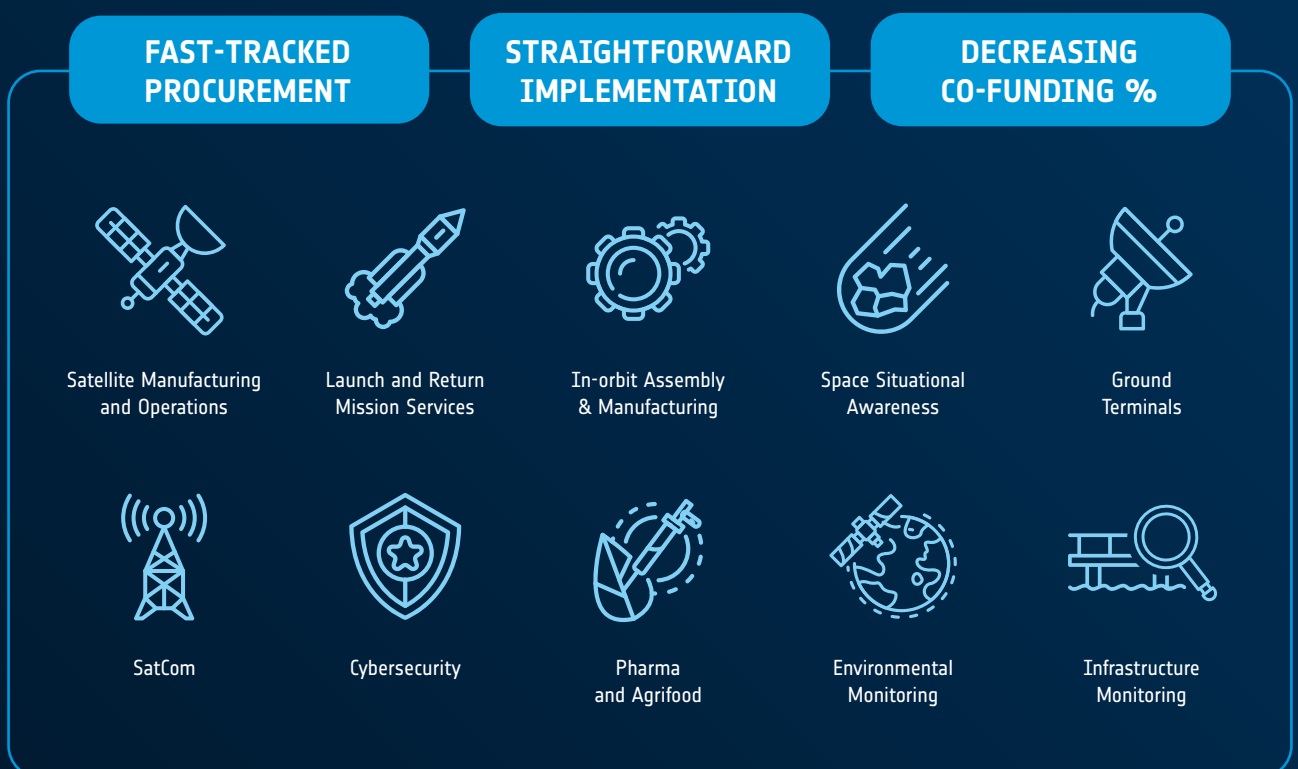 FAST-TRACKED
PROCUREMENT
STRAIGHTFORWARD
IMPLEMENTATION
DECREASING
CO-FUNDING %
Satellite Manufacturing
and Operations
Launch and Return
Mission Services
In-orbit Assembly
& Manufacturing
Space Situational
Awareness
Ground
Terminals
SatCom
Cybersecurity
Pharma
and Agrifood
Environmental
Monitoring
Infrastructure
Monitoring